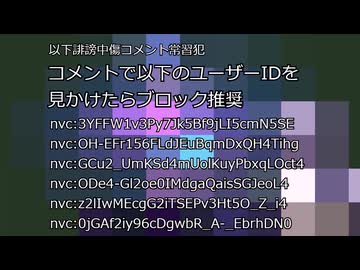 以下誹謗中傷コメント常習犯
コメントで以下のユーザーIDを
見かけたらブロック推奨
nvc:3YFFW1v3Py7Jk5Bf9jLI5cmN5SE
nvc:OH-EFr156FLdJEuBqmDxQH4Tihg
nvc:GCu2_UmKSd4mUolKuyPbxqLOct4
nvc:ODe4-Gl2oe0IMdgaQaisSGJeoL4
nvc:z2lIwMEcgG2iTSEPv3Ht5O_Z_i4
nvc:0jGAf2iy96cDgwbR_A-_EbrhDN0